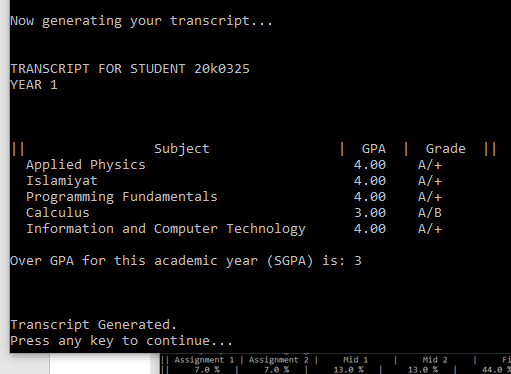 Now generating your transcript...
TRANSCRIPT FOR STUDENT 20k0325
YEAR 1
|| Subject | GPA | Grade ||
Applied Physics 4.00 A/+
Islamiyat 4.00 A/+
Programming Fundamentals 4.00 A/+
Calculus 3.00 A/B
Information and Computer Technology 4.00 A/+
Over GPA for this academic year (SGPA) is: 3
Transcript Generated.
Press any key to continue...
|| Assignment 1 | Assignment 2 | Mid 1 | Mid 2 |
|| 7.0 % | 7.0 % | 13.0 % | 13.0 % | 44.0 %